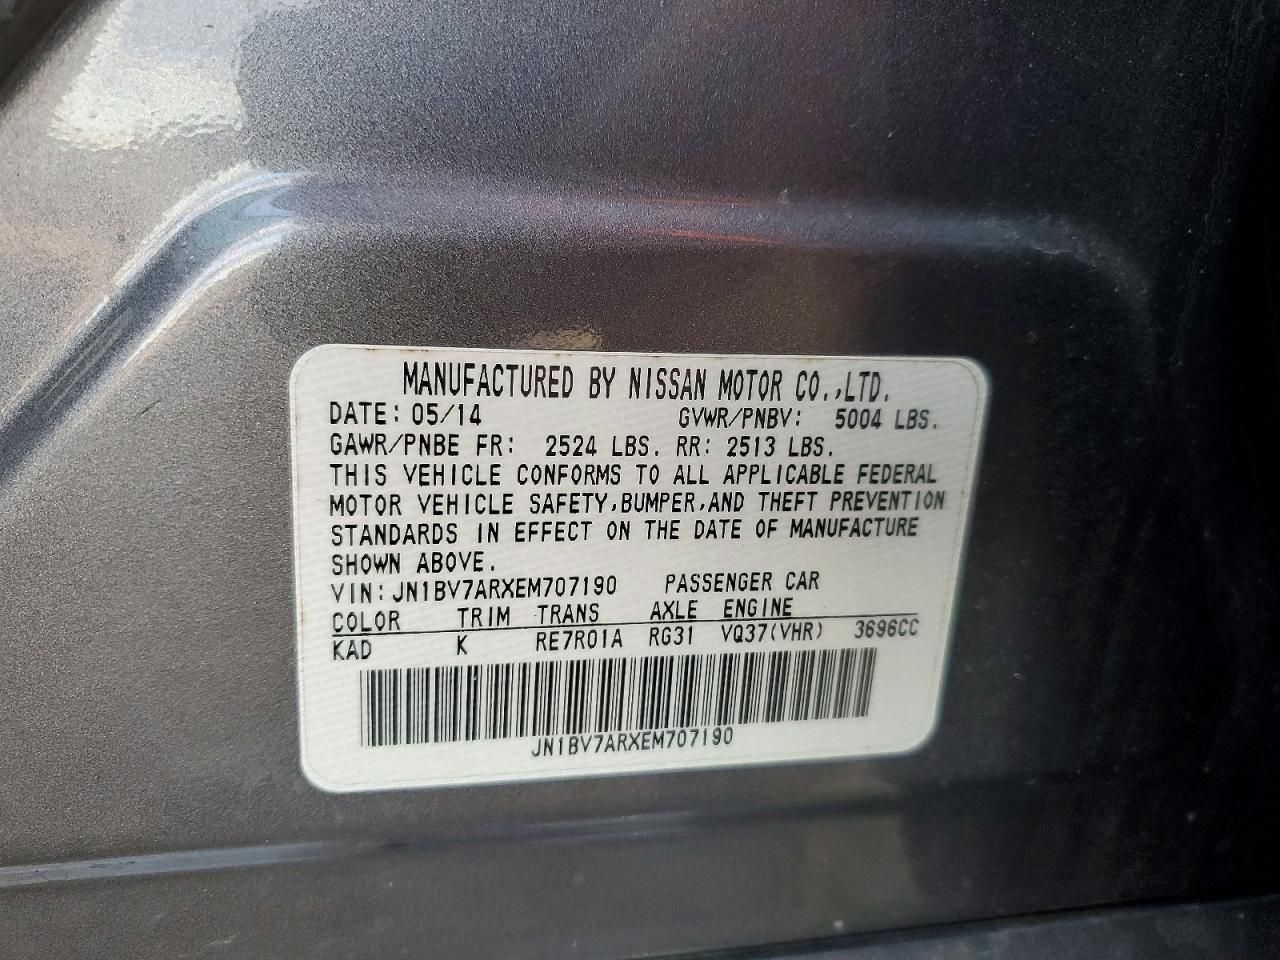 MANUFACTURED BY NISSAN MOTOR CO.,LTD.
DATE: 05/14 GVWR/PNBV: 5004 LBS.
GAWR/PNBE FR: 2524 LBS. RR: 2513 LBS.
THIS VEHICLE CONFORMS TO ALL APPLICABLE FEDERAL
MOTOR VEHICLE SAFETY,BUMPER,AND THEFT PREVENTION
STANDARDS IN EFFECT ON THE DATE OF MANUFACTURE
SHOWN ABOVE.
VIN: JN1BV7ARXEM707190 PASSENGER CAR
COLOR TRIM TRANS AXLE ENGINE
KAD K RE7R01A RG31 VQ37(VHR) 3696CC
JN1BV7ARXEM707190